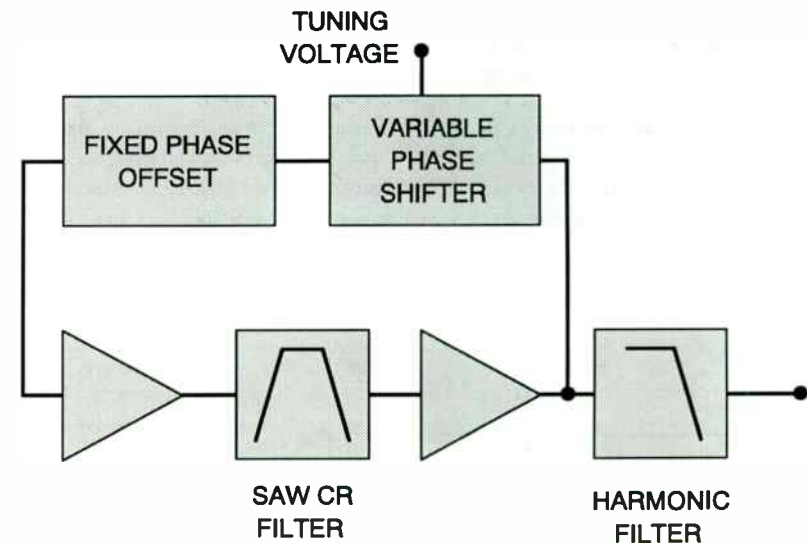 TUNING
VOLTAGE
FIXED PHASE
OFFSET
VARIABLE
PHASE
SHIFTER
SAW CR
FILTER
HARMONIC
FILTER